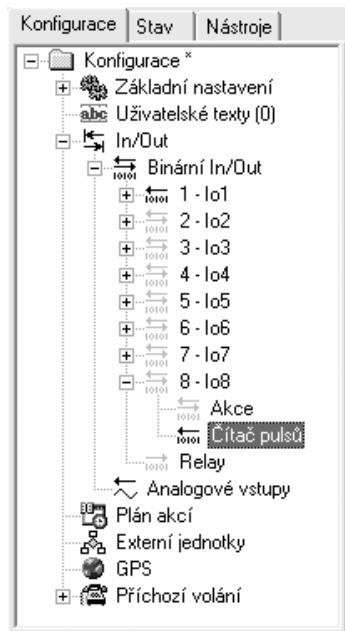 Konfigurace Stav Nástroje
Konfigurace *
Základní nastavení
abc Uživatelské texty (0)
In/Out
Binární In/Out
1 - Io1
2 - Io2
3 - Io3
4 - Io4
5 - Io5
6 - Io6
7 - Io7
8 - Io8
Akce
Čítač pulsů
Relay
Analogové vstupy
Plán akcí
Externí jednotky
GPS
Příchozí volání